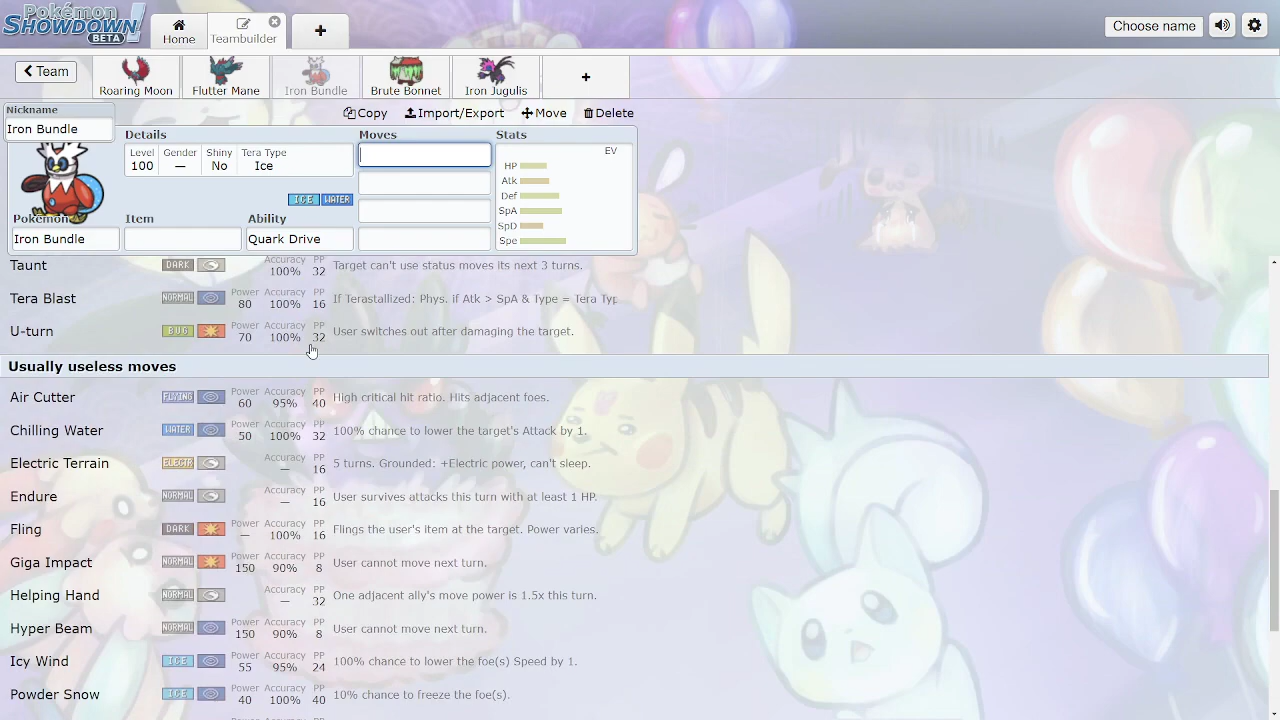 Pokémon
SHOWDOWN!
BETA
Home
Teambuilder
+
Choose name
Team
Roaring Moon
Flutter Mane
Iron Bundle
Brute Bonnet
Iron Jugulis
+
Copy Import/Export Move Delete
Nickname
Iron Bundle
Details
Level Gender Shiny Tera Type
100 — No Ice
ICE WATER
Pokémon Item Ability
Iron Bundle Quark Drive
Moves
Stats
EV
HP
Atk
Def
SpA
SpD
Spe
Taunt DARK Accuracy 100% PP 32 Target can't use status moves its next 3 turns.
Tera Blast NORMAL Power 80 Accuracy 100% PP 16 If Terastallized: Phys. if Atk > SpA & Type = Tera Typ
U-turn BUG Power 70 Accuracy 100% PP 32 User switches out after damaging the target.
Usually useless moves
Air Cutter FLYING Power 60 Accuracy 95% PP 40 High critical hit ratio. Hits adjacent foes.
Chilling Water WATER Power 50 Accuracy 100% PP 32 100% chance to lower the target's Attack by 1.
Electric Terrain ELECTR Accuracy — PP 16 5 turns. Grounded: +Electric power, can't sleep.
Endure NORMAL Accuracy — PP 16 User survives attacks this turn with at least 1 HP.
Fling DARK Power — Accuracy 100% PP 16 Flings the user's item at the target. Power varies.
Giga Impact NORMAL Power 150 Accuracy 90% PP 8 User cannot move next turn.
Helping Hand NORMAL Accuracy — PP 32 One adjacent ally's move power is 1.5x this turn.
Hyper Beam NORMAL Power 150 Accuracy 90% PP 8 User cannot move next turn.
Icy Wind ICE Power 55 Accuracy 95% PP 24 100% chance to lower the foe(s) Speed by 1.
Powder Snow ICE Power 40 Accuracy 100% PP 40 10% chance to freeze the foe(s).